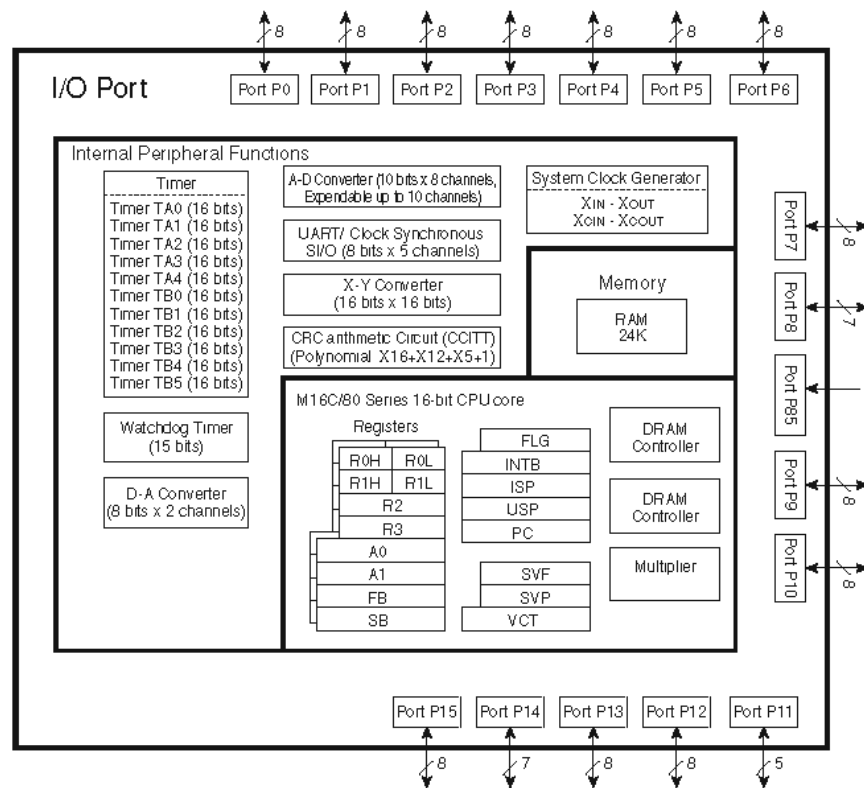 8 8 8 8 8 8 8
I/O Port
Port P0 Port P1 Port P2 Port P3 Port P4 Port P5 Port P6
Internal Peripheral Functions
Timer
Timer TA0 (16 bits)
Timer TA1 (16 bits)
Timer TA2 (16 bits)
Timer TA3 (16 bits)
Timer TA4 (16 bits)
Timer TB0 (16 bits)
Timer TB1 (16 bits)
Timer TB2 (16 bits)
Timer TB3 (16 bits)
Timer TB4 (16 bits)
Timer TB5 (16 bits)
Watchdog Timer
(15 bits)
D-A Converter
(8 bits x 2 channels)
A-D Converter (10 bits x 8 channels,
Expendable up to 10 channels)
UART/ Clock Synchronous
SI/O (8 bits x 5 channels)
X-Y Converter
(16 bits x 16 bits)
CRC arithmetic Circuit (CCITT)
(Polynomial X16+X12+X5+1)
System Clock Generator
XIN - XOUT
XCIN - XCOUT
Memory
RAM
24K
M16C/80 Series 16-bit CPU core
Registers
R0H R0L
R1H R1L
R2
R3
A0
A1
FB
SB
FLG
INTB
ISP
USP
PC
SVF
SVP
VCT
DRAM
Controller
DRAM
Controller
Multiplier
Port P7
8
Port P8
7
Port P85
Port P9
8
Port P10
8
Port P15 Port P14 Port P13 Port P12 Port P11
8 7 8 8 5